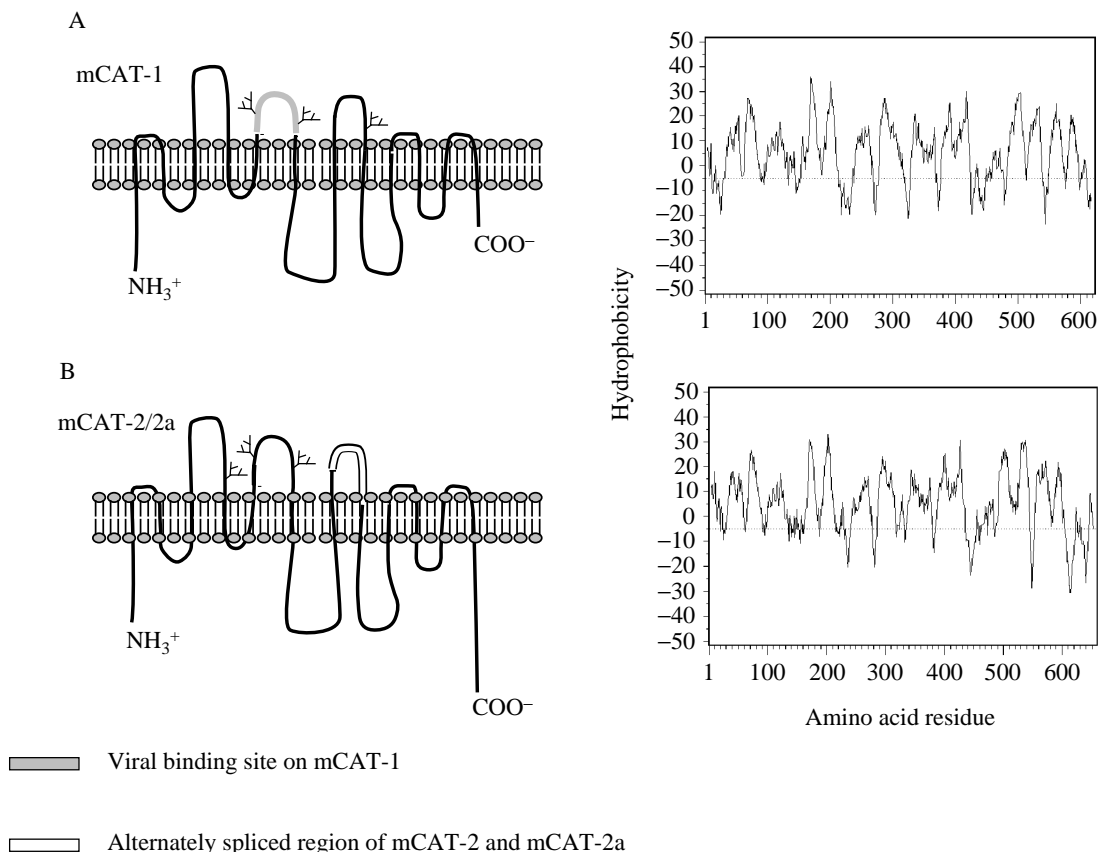 A
mCAT-1
NH3+
COO–
50
40
30
20
10
0
–10
–20
–30
–40
–50
1 100 200 300 400 500 600
Hydrophobicity
B
mCAT-2/2a
NH3+
COO–
50
40
30
20
10
0
–10
–20
–30
–40
–50
1 100 200 300 400 500 600
Amino acid residue
Viral binding site on mCAT-1
Alternately spliced region of mCAT-2 and mCAT-2a